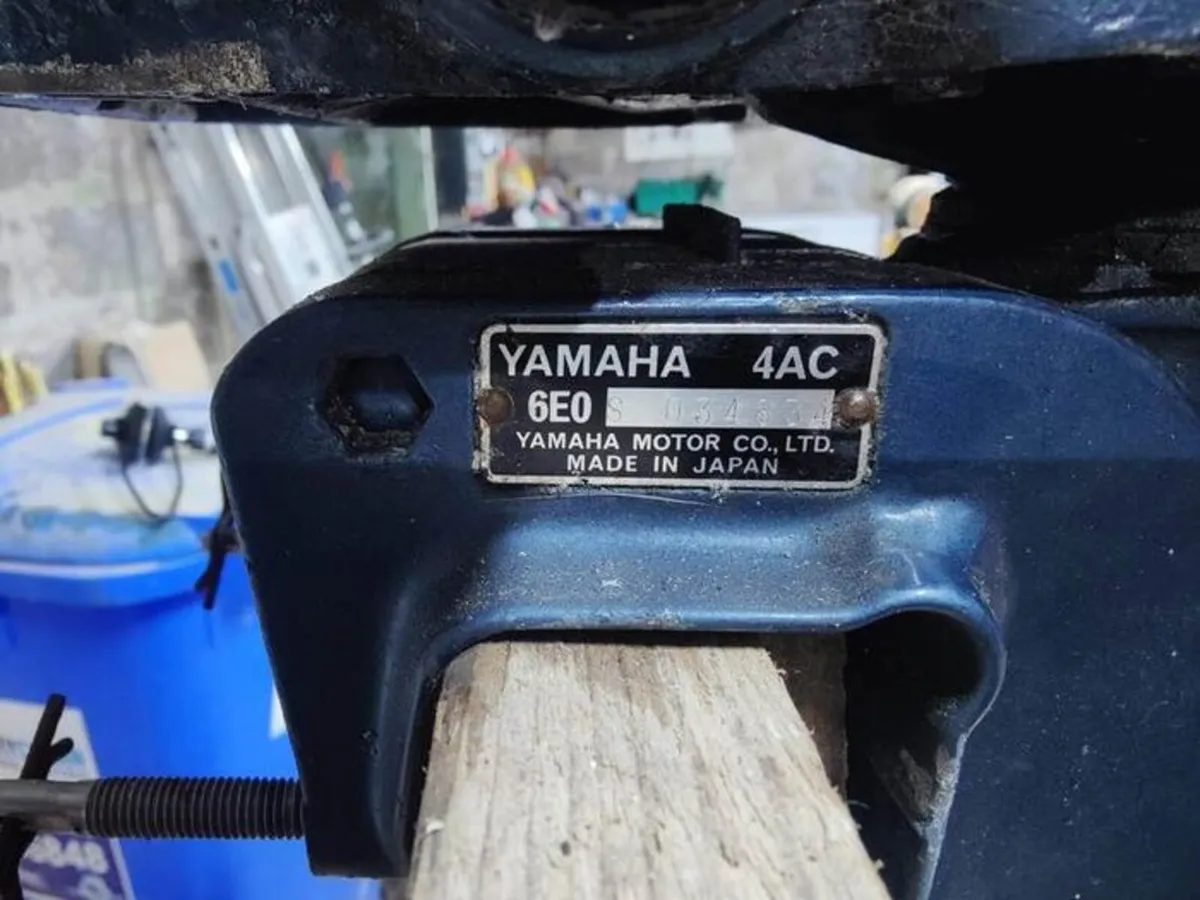 YAMAHA 4AC
6E0 S
YAMAHA MOTOR CO., LTD.
MADE IN JAPAN